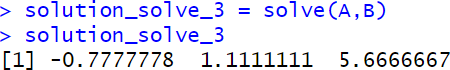 > solution_solve_3 = solve(A,B)
> solution_solve_3
[1] -0.7777778  1.1111111  5.6666667